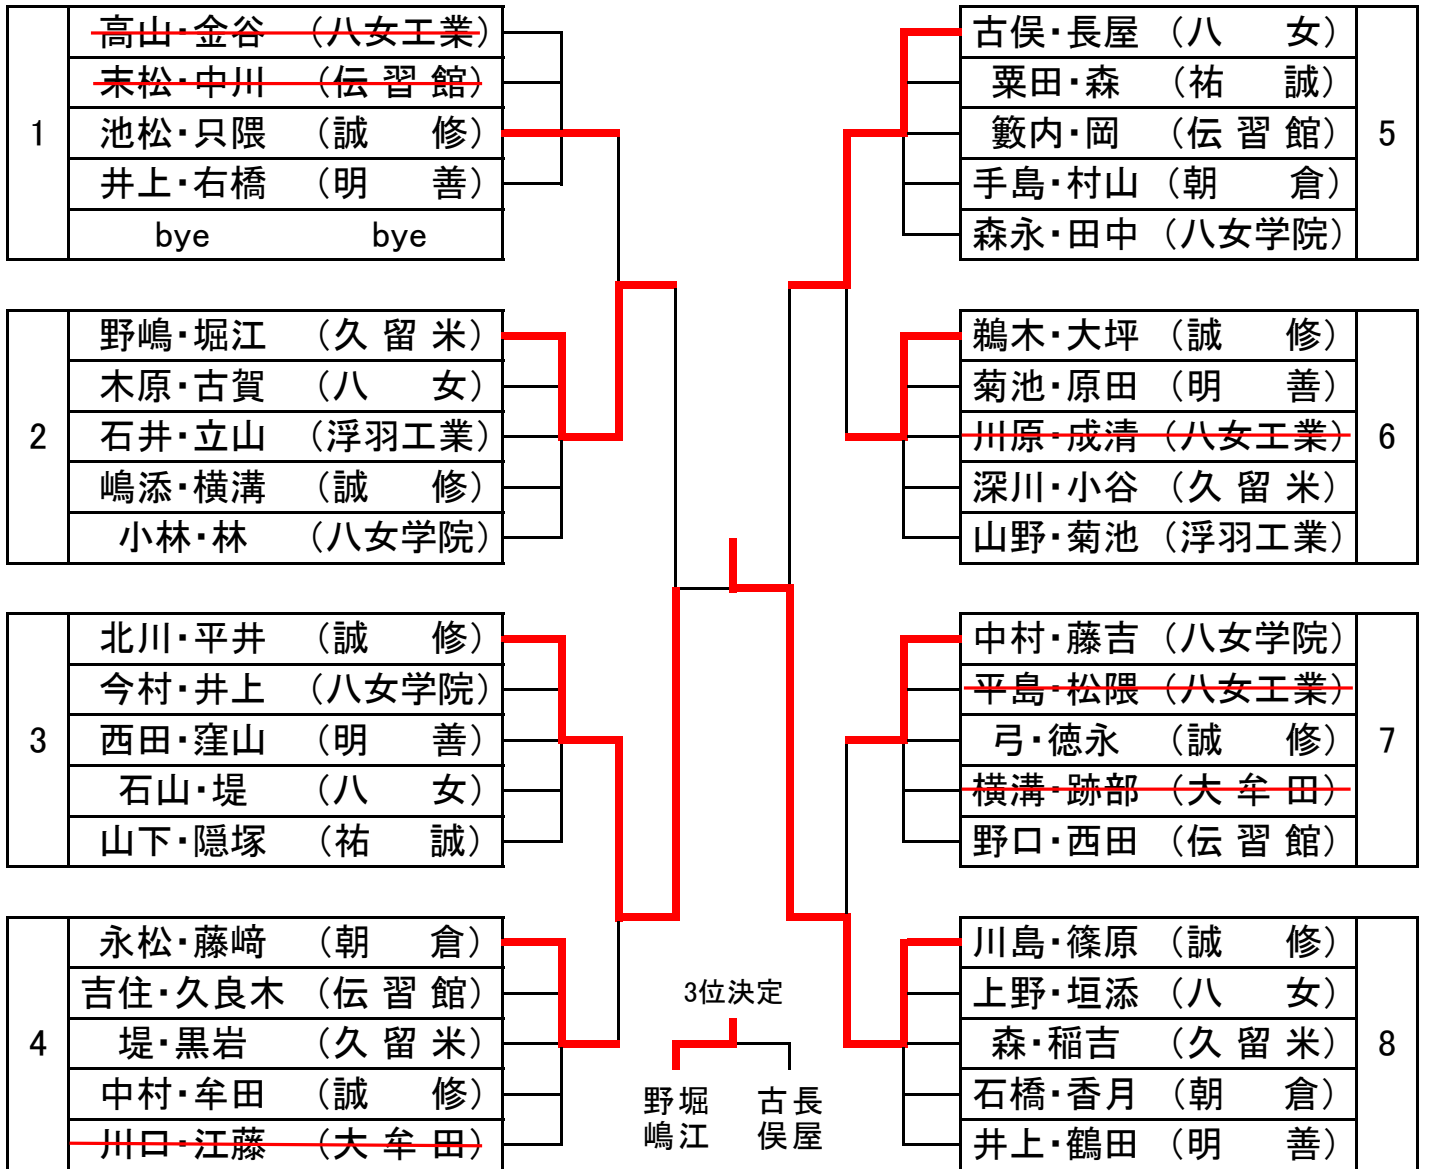 1
高山・金谷 （八女工業）
末松・中川 （伝習館）
池松・只隈 （誠 修）
井上・右橋 （明 善）
bye bye
2
野嶋・堀江 （久留米）
木原・古賀 （八 女）
石井・立山 （浮羽工業）
嶋添・横溝 （誠 修）
小林・林 （八女学院）
3
北川・平井 （誠 修）
今村・井上 （八女学院）
西田・窪山 （明 善）
石山・堤 （八 女）
山下・隠塚 （祐 誠）
4
永松・藤﨑 （朝 倉）
吉住・久良木 （伝習館）
堤・黒岩 （久留米）
中村・牟田 （誠 修）
川口・江藤 （大牟田）
3位決定
野嶋 堀江
古俣 長屋
古俣・長屋 （八 女）
粟田・森 （祐 誠）
籔内・岡 （伝習館）
手島・村山 （朝 倉）
森永・田中 （八女学院）
5
鵜木・大坪 （誠 修）
菊池・原田 （明 善）
川原・成清 （八女工業）
深川・小谷 （久留米）
山野・菊池 （浮羽工業）
6
中村・藤吉 （八女学院）
平島・松隈 （八女工業）
弓・徳永 （誠 修）
横溝・跡部 （大牟田）
野口・西田 （伝習館）
7
川島・篠原 （誠 修）
上野・垣添 （八 女）
森・稲吉 （久留米）
石橋・香月 （朝 倉）
井上・鶴田 （明 善）
8